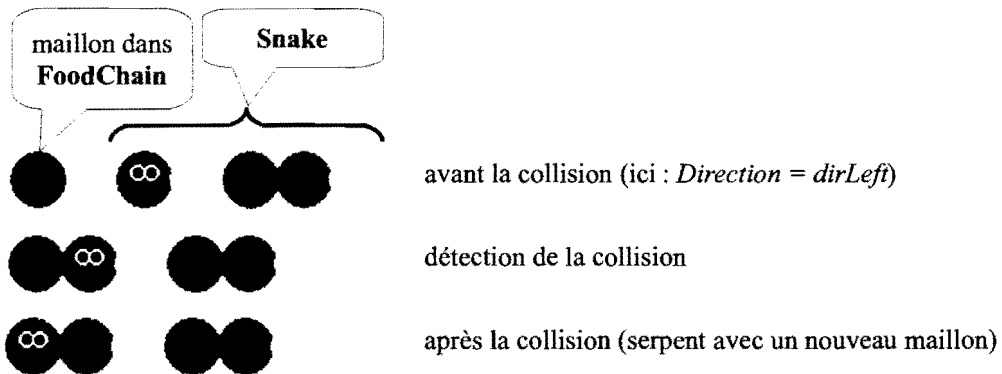 maillon dans
FoodChain
Snake
avant la collision (ici : Direction = dirLeft)
détection de la collision
après la collision (serpent avec un nouveau maillon)